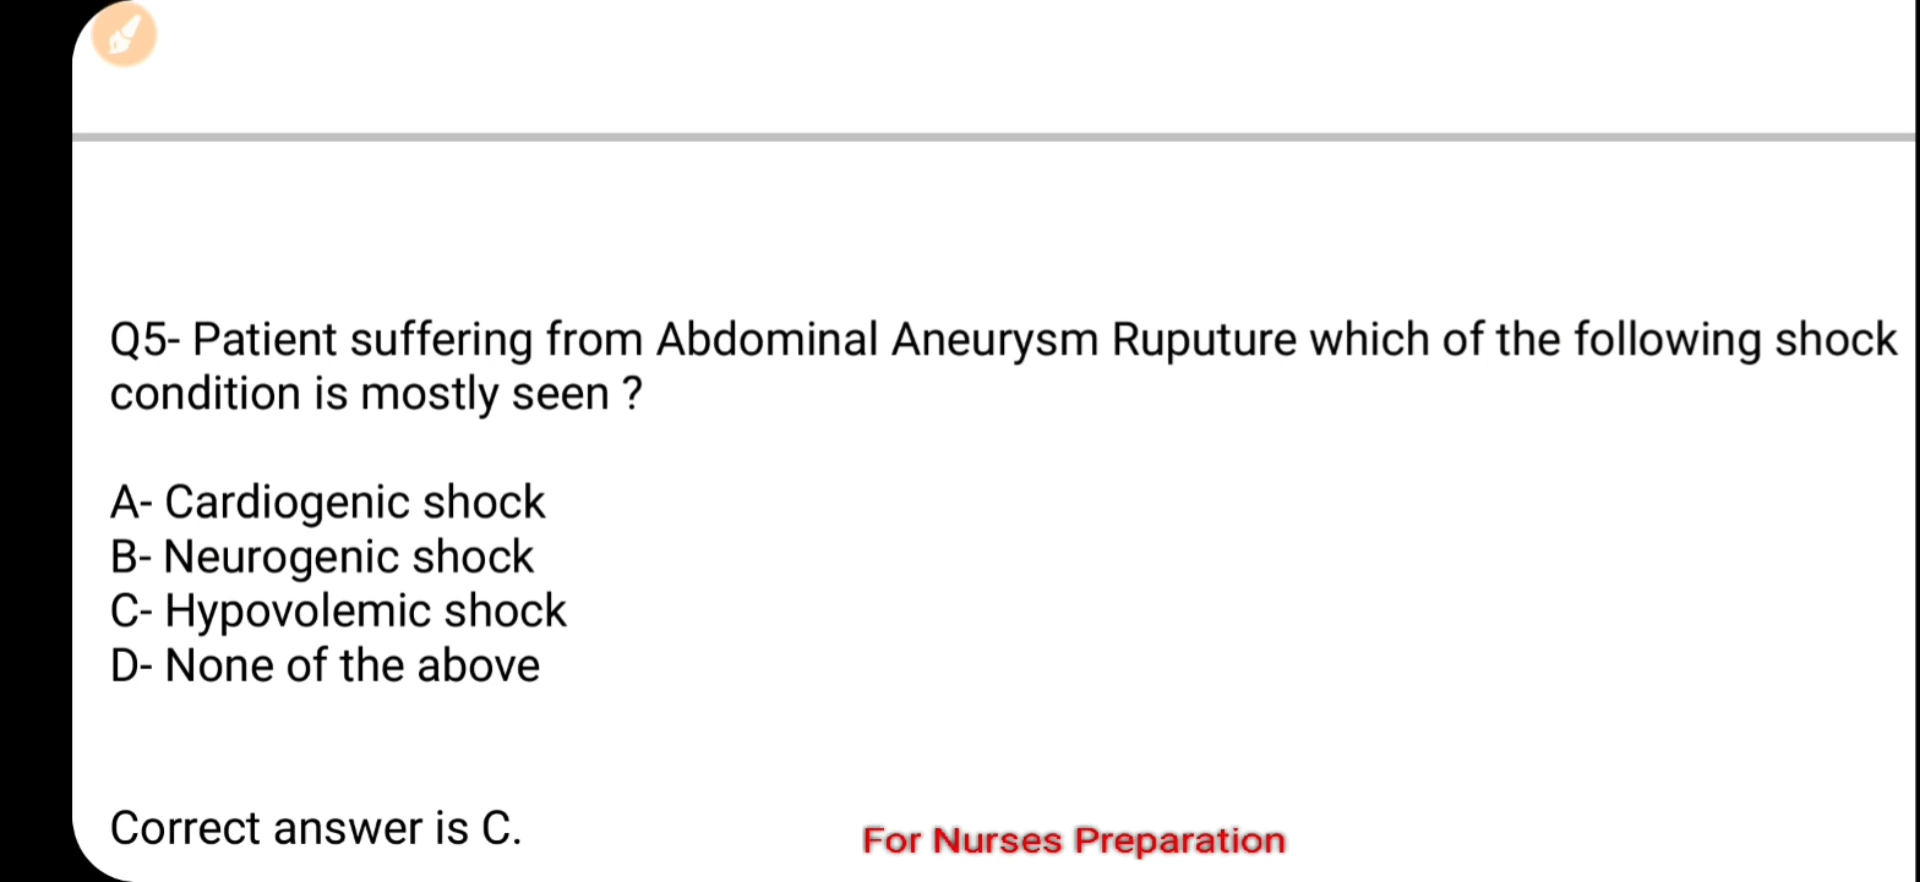 Q5- Patient suffering from Abdominal Aneurysm Ruputure which of the following shock
condition is mostly seen ?
A- Cardiogenic shock
B- Neurogenic shock
C- Hypovolemic shock
D- None of the above
Correct answer is C.
For Nurses Preparation